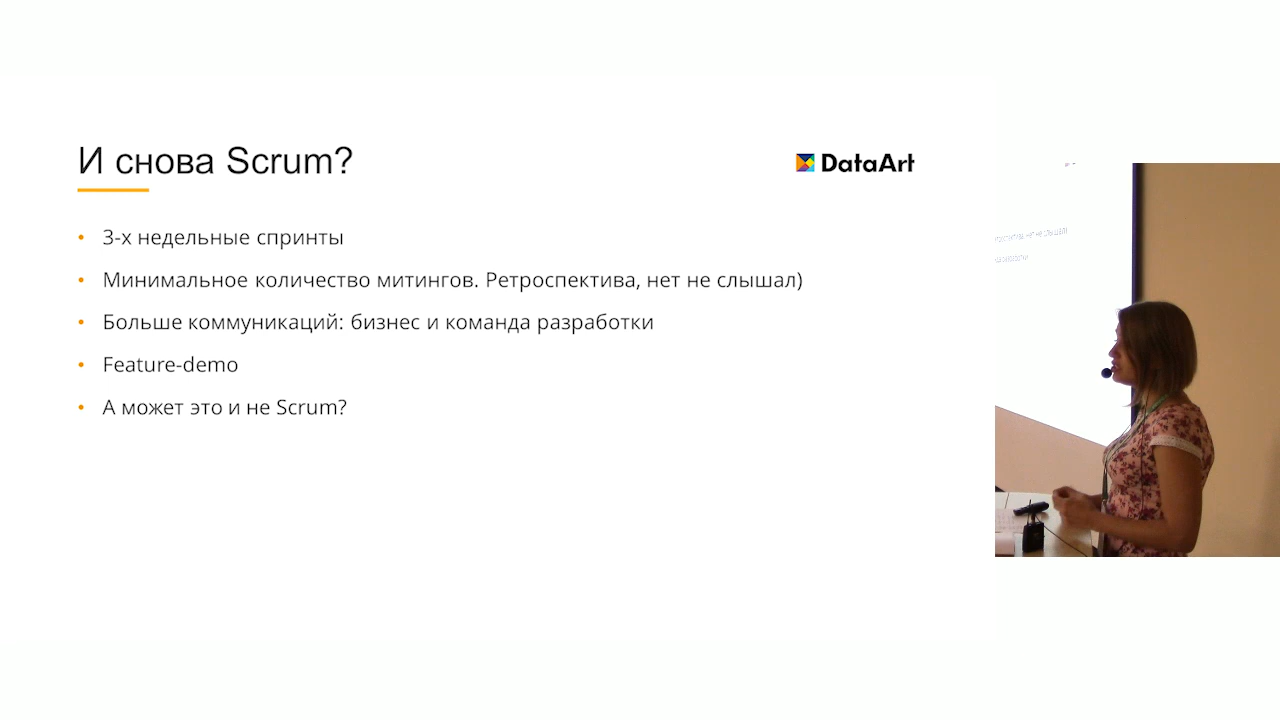 И снова Scrum?
DataArt
• 3-х недельные спринты
• Минимальное количество митингов. Ретроспектива, нет не слышал)
• Больше коммуникаций: бизнес и команда разработки
• Feature-demo
• А может это и не Scrum?